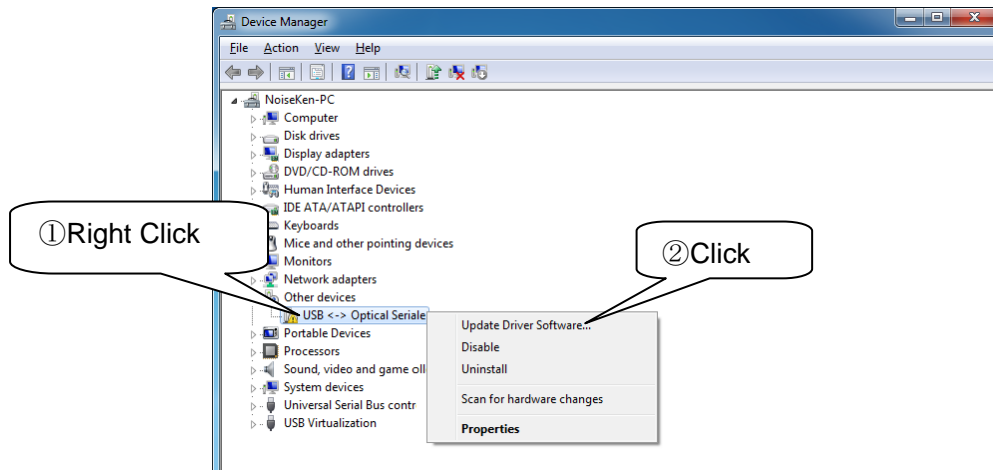 Device Manager
File Action View Help
NoiseKen-PC
Computer
Disk drives
Display adapters
DVD/CD-ROM drives
Human Interface Devices
IDE ATA/ATAPI controllers
Keyboards
Mice and other pointing devices
Monitors
Network adapters
Other devices
USB <-> Optical Seriale
Portable Devices
Processors
Sound, video and game oll
System devices
Universal Serial Bus contr
USB Virtualization
①Right Click
②Click
Update Driver Software...
Disable
Uninstall
Scan for hardware changes
Properties